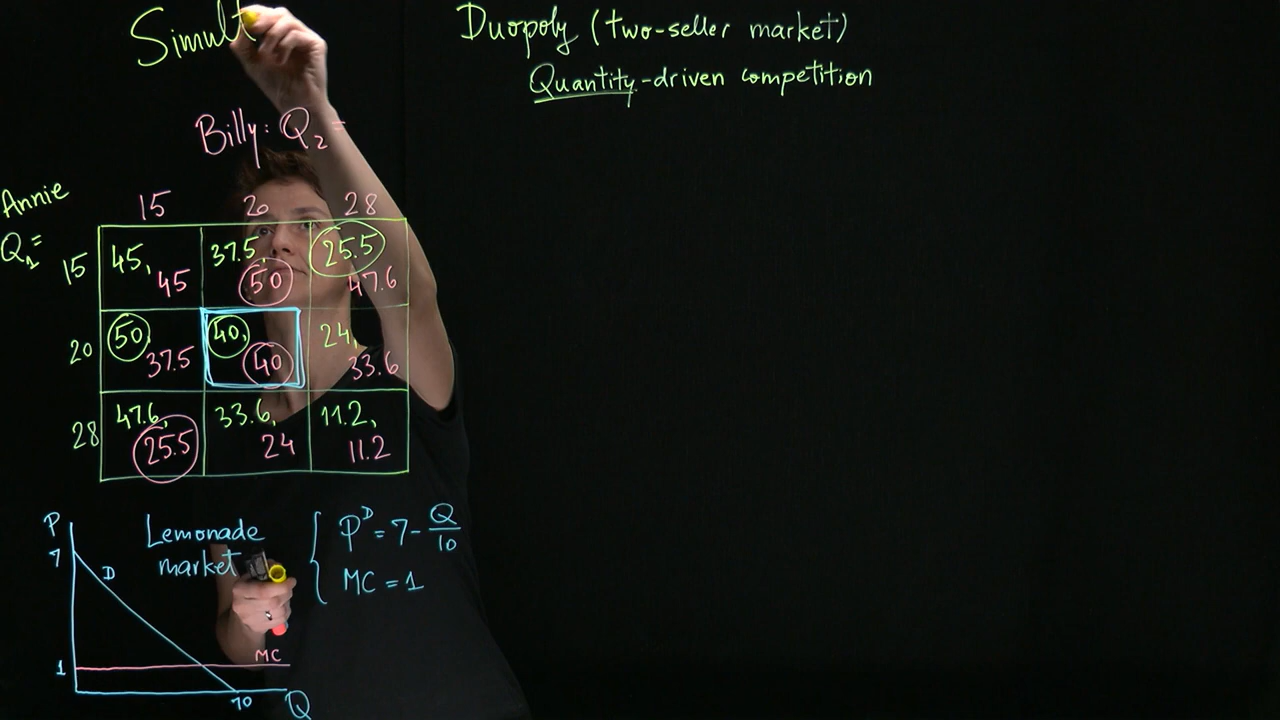 Simult
Duopoly (two-seller market)
Quantity-driven competition
Billy: Q2 =
Annie
Q1 =
15 20 28
15 45, 45 37.5, 50 25.5 47.6
20 50, 37.5 40, 40 24, 33.6
28 47.6, 25.5 33.6, 24 11.2, 11.2
P
7
D
Lemonade
market
P^D = 7 - Q/10
MC = 1
MC
1
70
Q